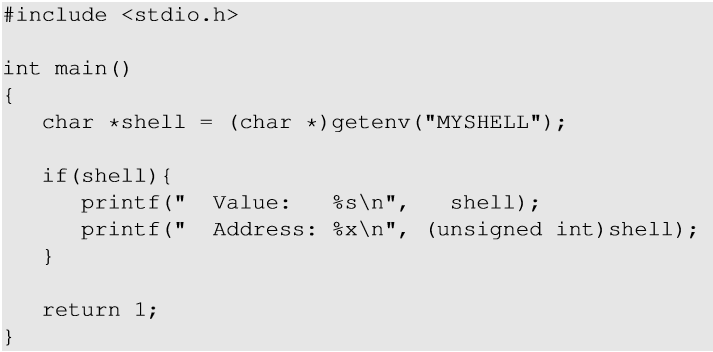 #include <stdio.h>

int main()
{
   char *shell = (char *)getenv("MYSHELL");

   if(shell){
      printf("  Value:   %s\n",   shell);
      printf("  Address: %x\n", (unsigned int)shell);
   }

   return 1;
}